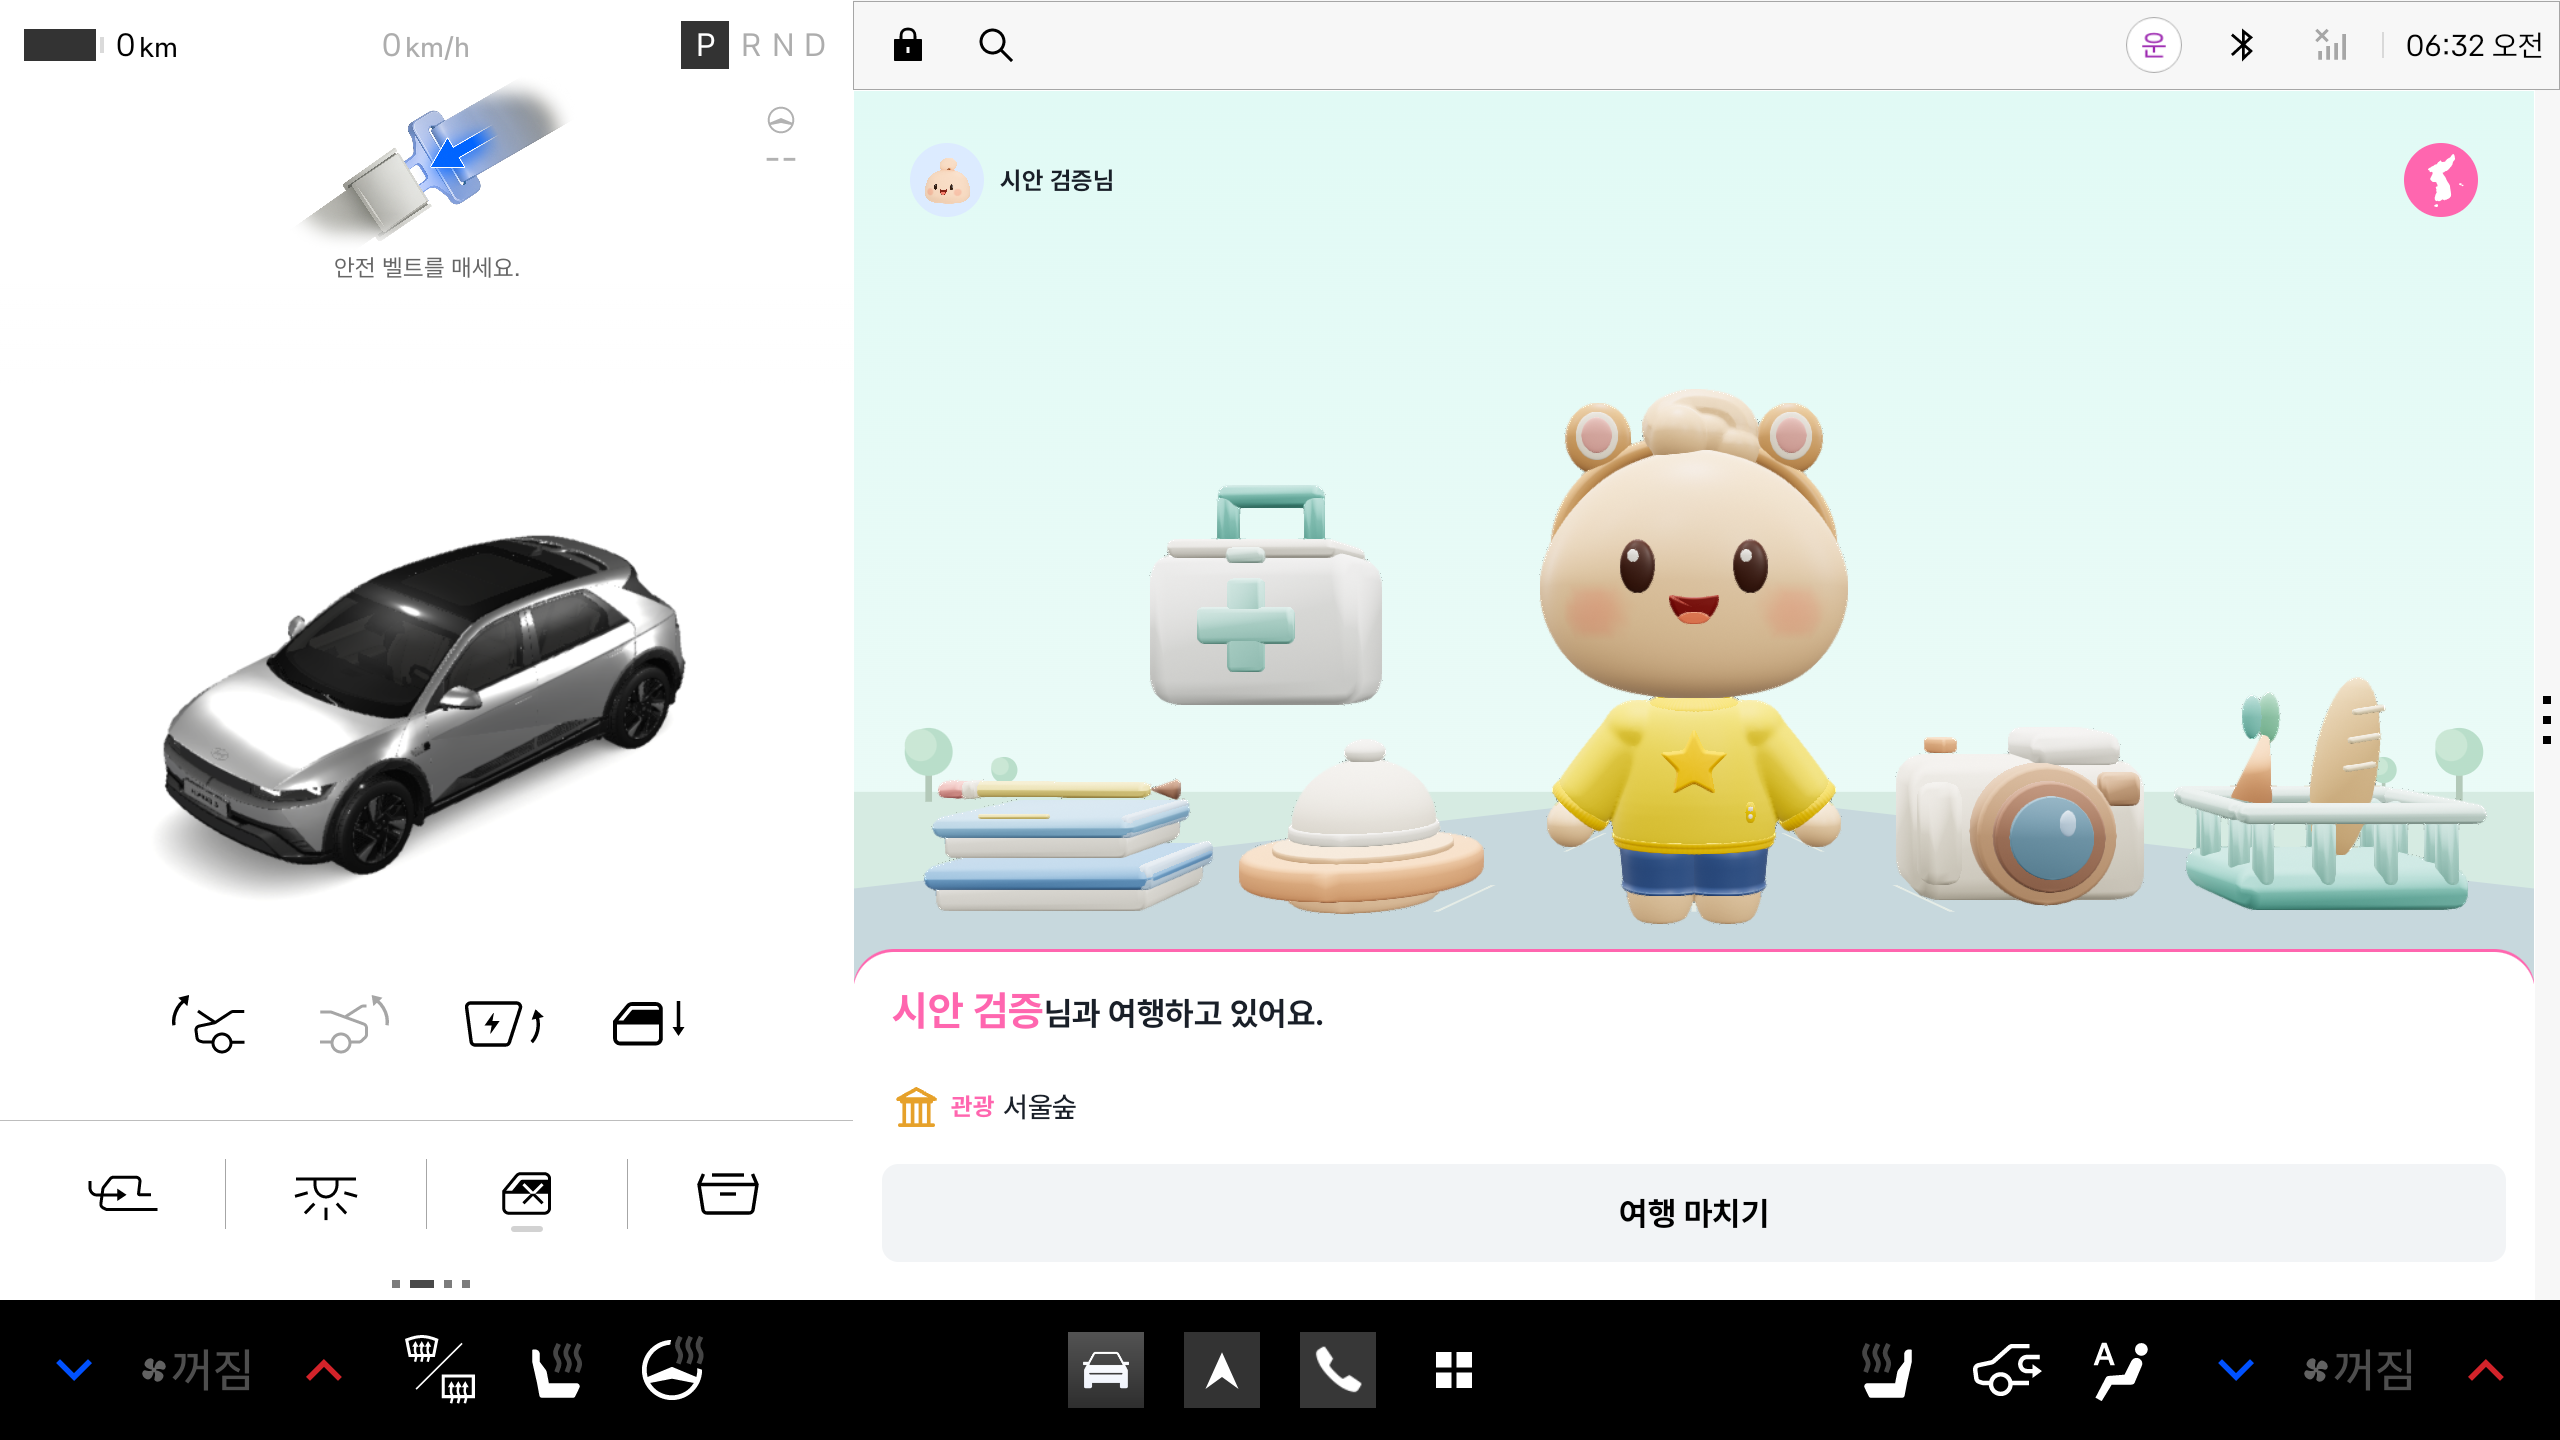 0 km
0 km/h
P R N D
06:32 오전
운
안전 벨트를 매세요.
시안 검증님
시안 검증님과 여행하고 있어요.
관광 서울숲
여행 마치기
꺼짐
A
꺼짐